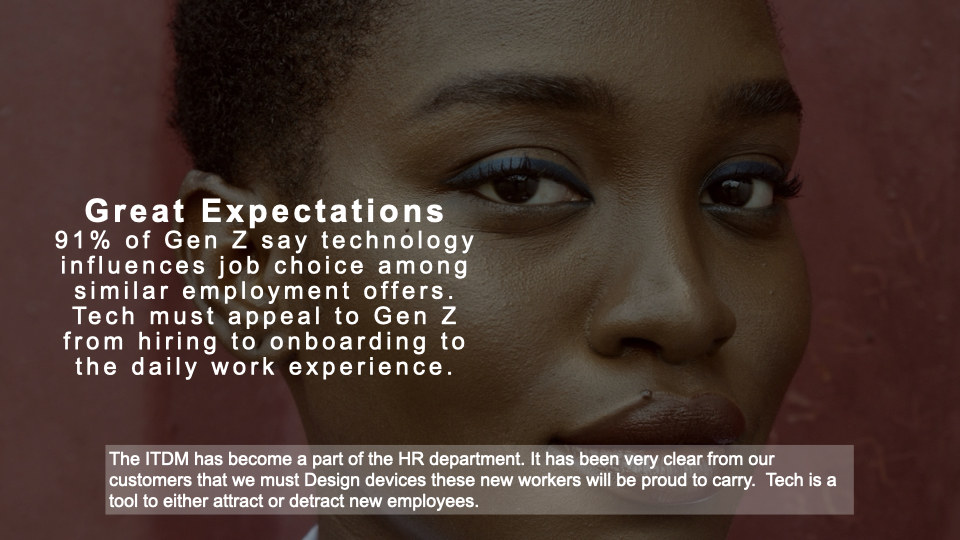 Great Expectations
91% of Gen Z say technology
influences job choice among
similar employment offers.
Tech must appeal to Gen Z
from hiring to onboarding to
the daily work experience.
The ITDM has become a part of the HR department. It has been very clear from our
customers that we must Design devices these new workers will be proud to carry.  Tech is a
tool to either attract or detract new employees.